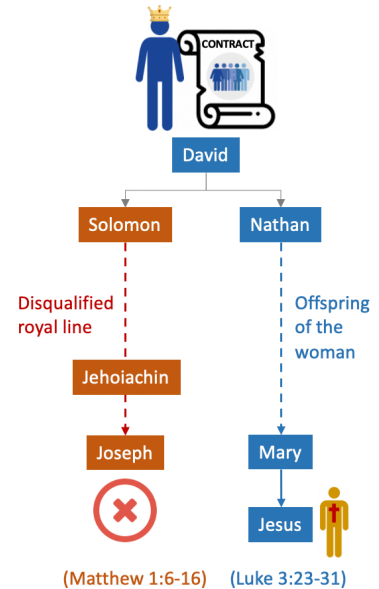 CONTRACT
David
Solomon
Nathan
Disqualified
royal line
Offspring
of the
woman
Jehoiachin
Joseph
Mary
Jesus
(Matthew 1:6-16)
(Luke 3:23-31)